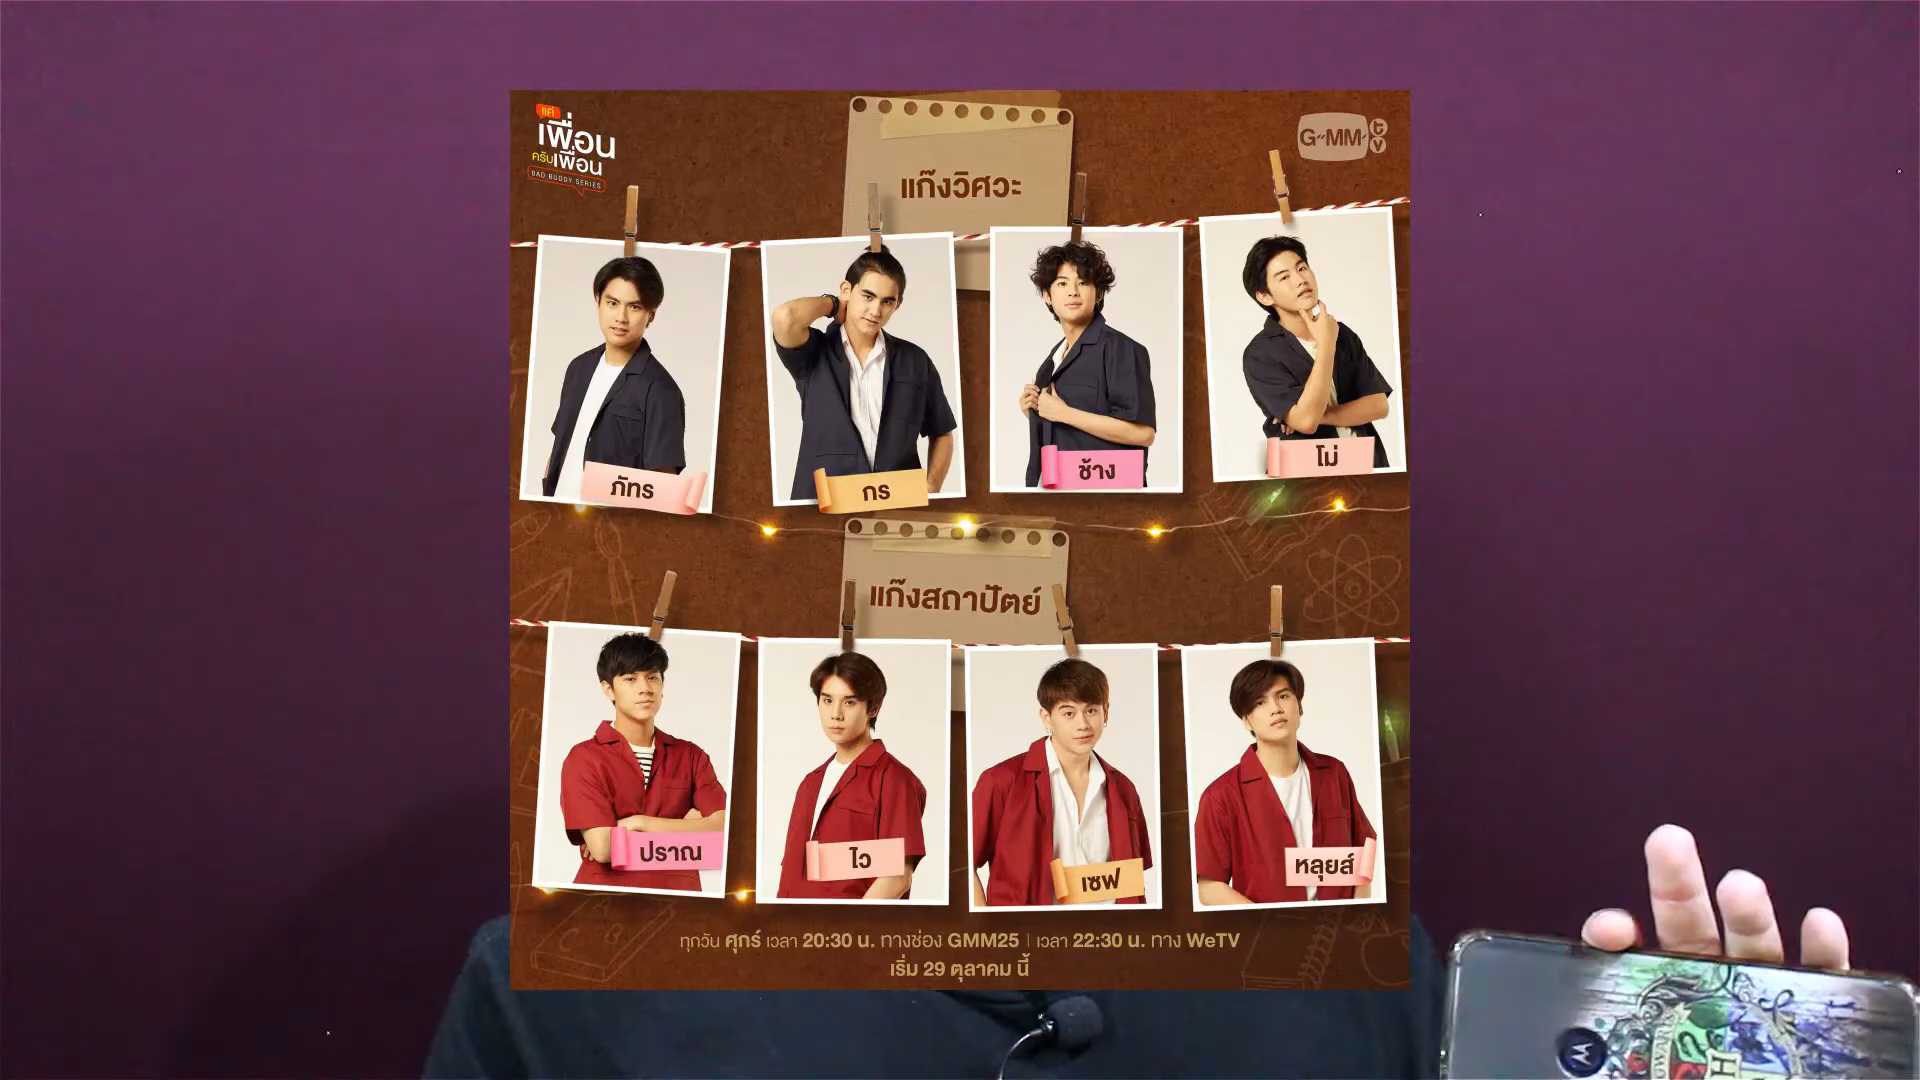 แค่
เพื่อน
ครับเพื่อน
BAD BUDDY SERIES
GMM
tv
แก๊งวิศวะ
ภัทร
กร
ช้าง
โม่
แก๊งสถาปัตย์
ปราณ
ไว
เซฟ
หลุยส์
ทุกวัน ศุกร์ เวลา 20:30 น. ทางช่อง GMM25 | เวลา 22:30 น. ทาง WeTV
เริ่ม 29 ตุลาคม นี้